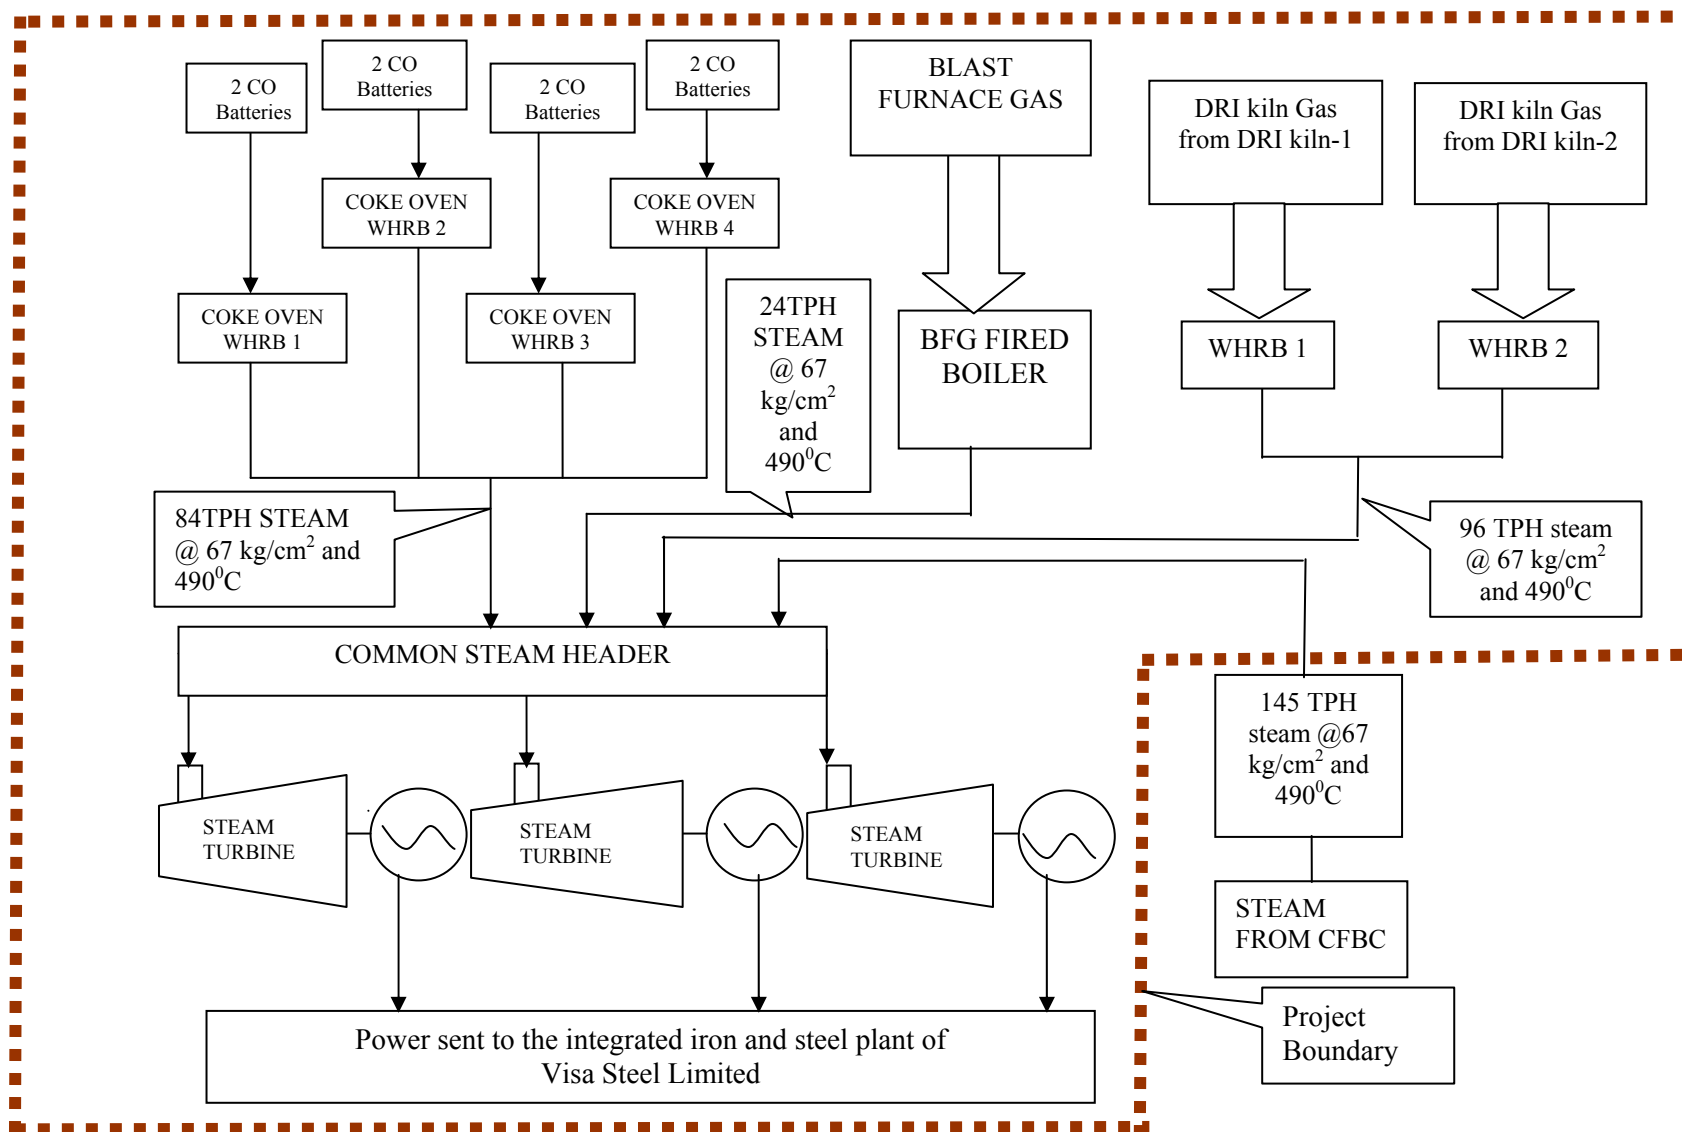 2 CO
Batteries
2 CO
Batteries
2 CO
Batteries
2 CO
Batteries
BLAST
FURNACE GAS
DRI kiln Gas
from DRI kiln-1
DRI kiln Gas
from DRI kiln-2
COKE OVEN
WHRB 2
COKE OVEN
WHRB 4
COKE OVEN
WHRB 1
COKE OVEN
WHRB 3
24TPH
STEAM
@ 67
kg/cm²
and
490⁰C
BFG FIRED
BOILER
WHRB 1
WHRB 2
84TPH STEAM
@ 67 kg/cm² and
490⁰C
96 TPH steam
@ 67 kg/cm²
and 490⁰C
COMMON STEAM HEADER
145 TPH
steam @67
kg/cm² and
490⁰C
STEAM
TURBINE
STEAM
TURBINE
STEAM
TURBINE
STEAM
FROM CFBC
Project
Boundary
Power sent to the integrated iron and steel plant of
Visa Steel Limited